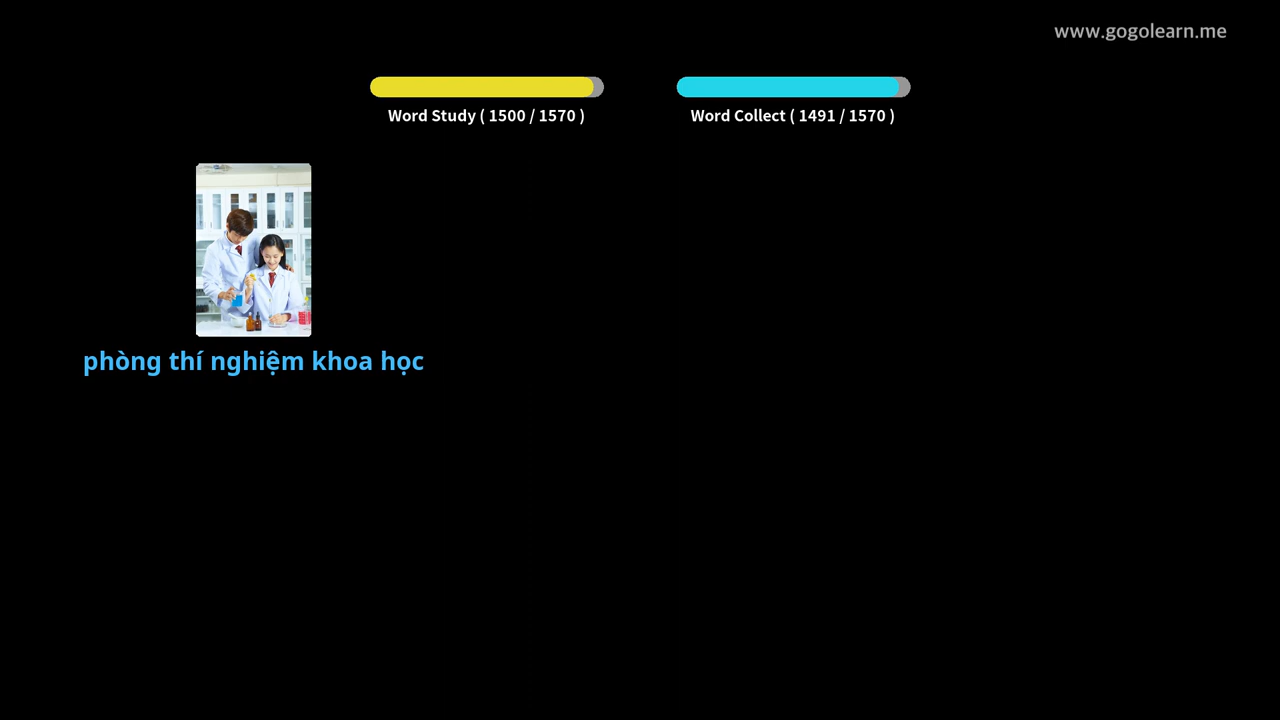 www.gogolearn.me
Word Study ( 1500 / 1570 )
Word Collect ( 1491 / 1570 )
phòng thí nghiệm khoa học